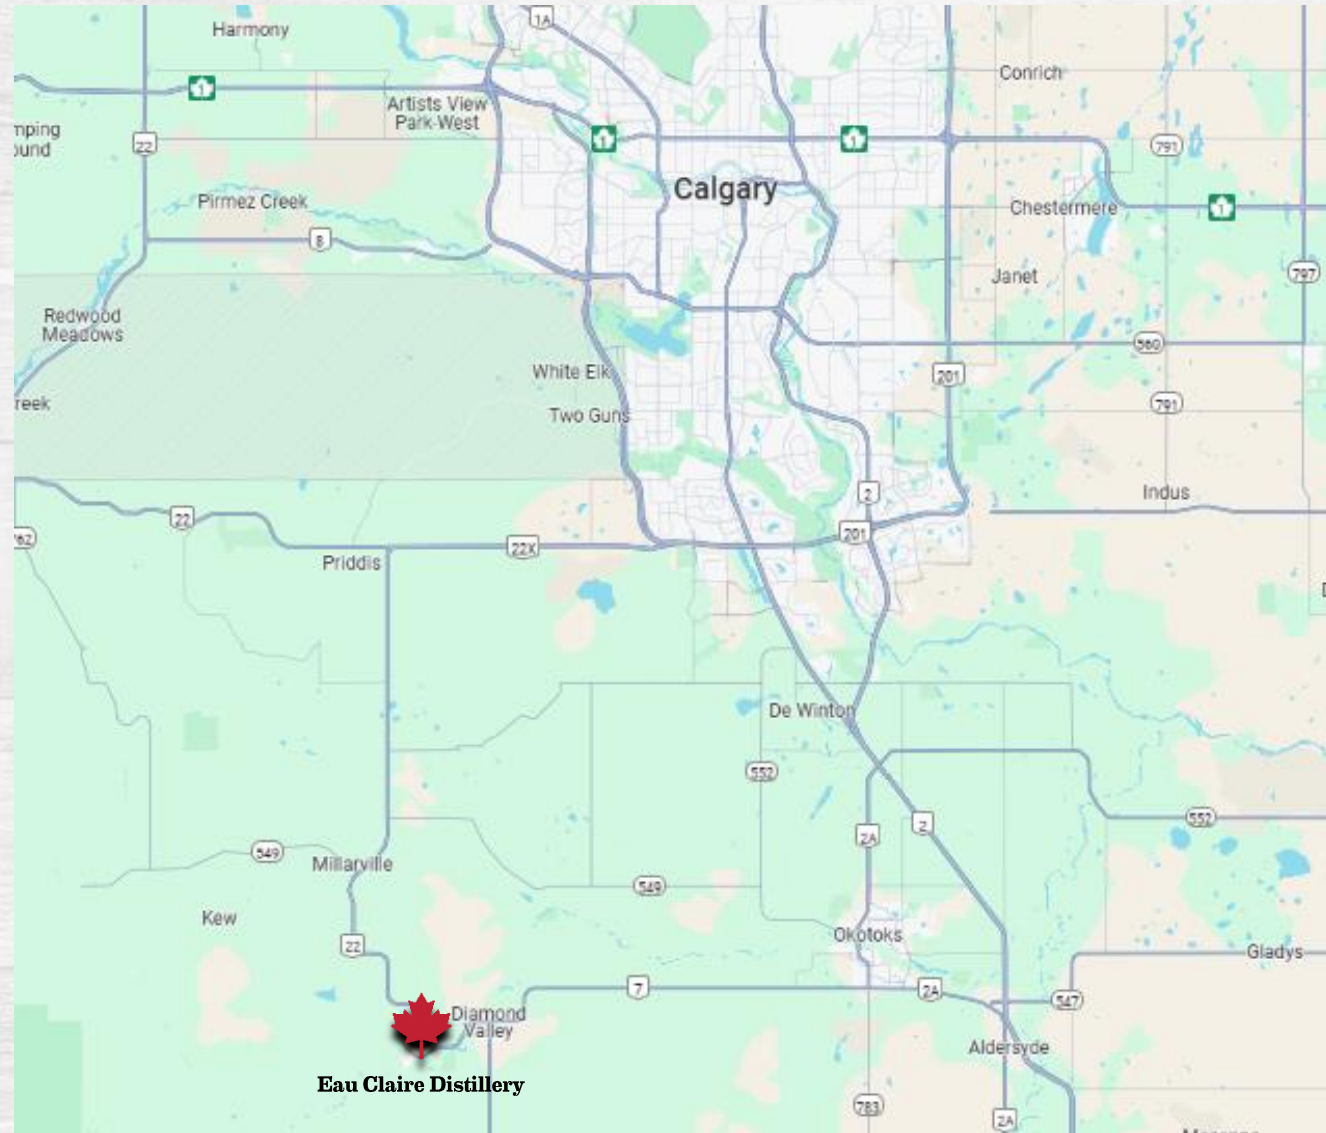 1A
Harmony
Conrich
1
Artists View
Park West
mping
ound
22
1
1
791
Calgary
Pirmez Creek
Chestermere
1
8
Janet
797
Redwood
Meadows
560
White Elk
201
reek
791
Two Guns
2
Indus
22
201
762
22X
Priddis
De Winton
552
2A
2
552
549
Millarville
549
Kew
Okotoks
22
Gladys
7
2A
547
Diamond
Valley
Aldersyde
Eau Claire Distillery
783
2A